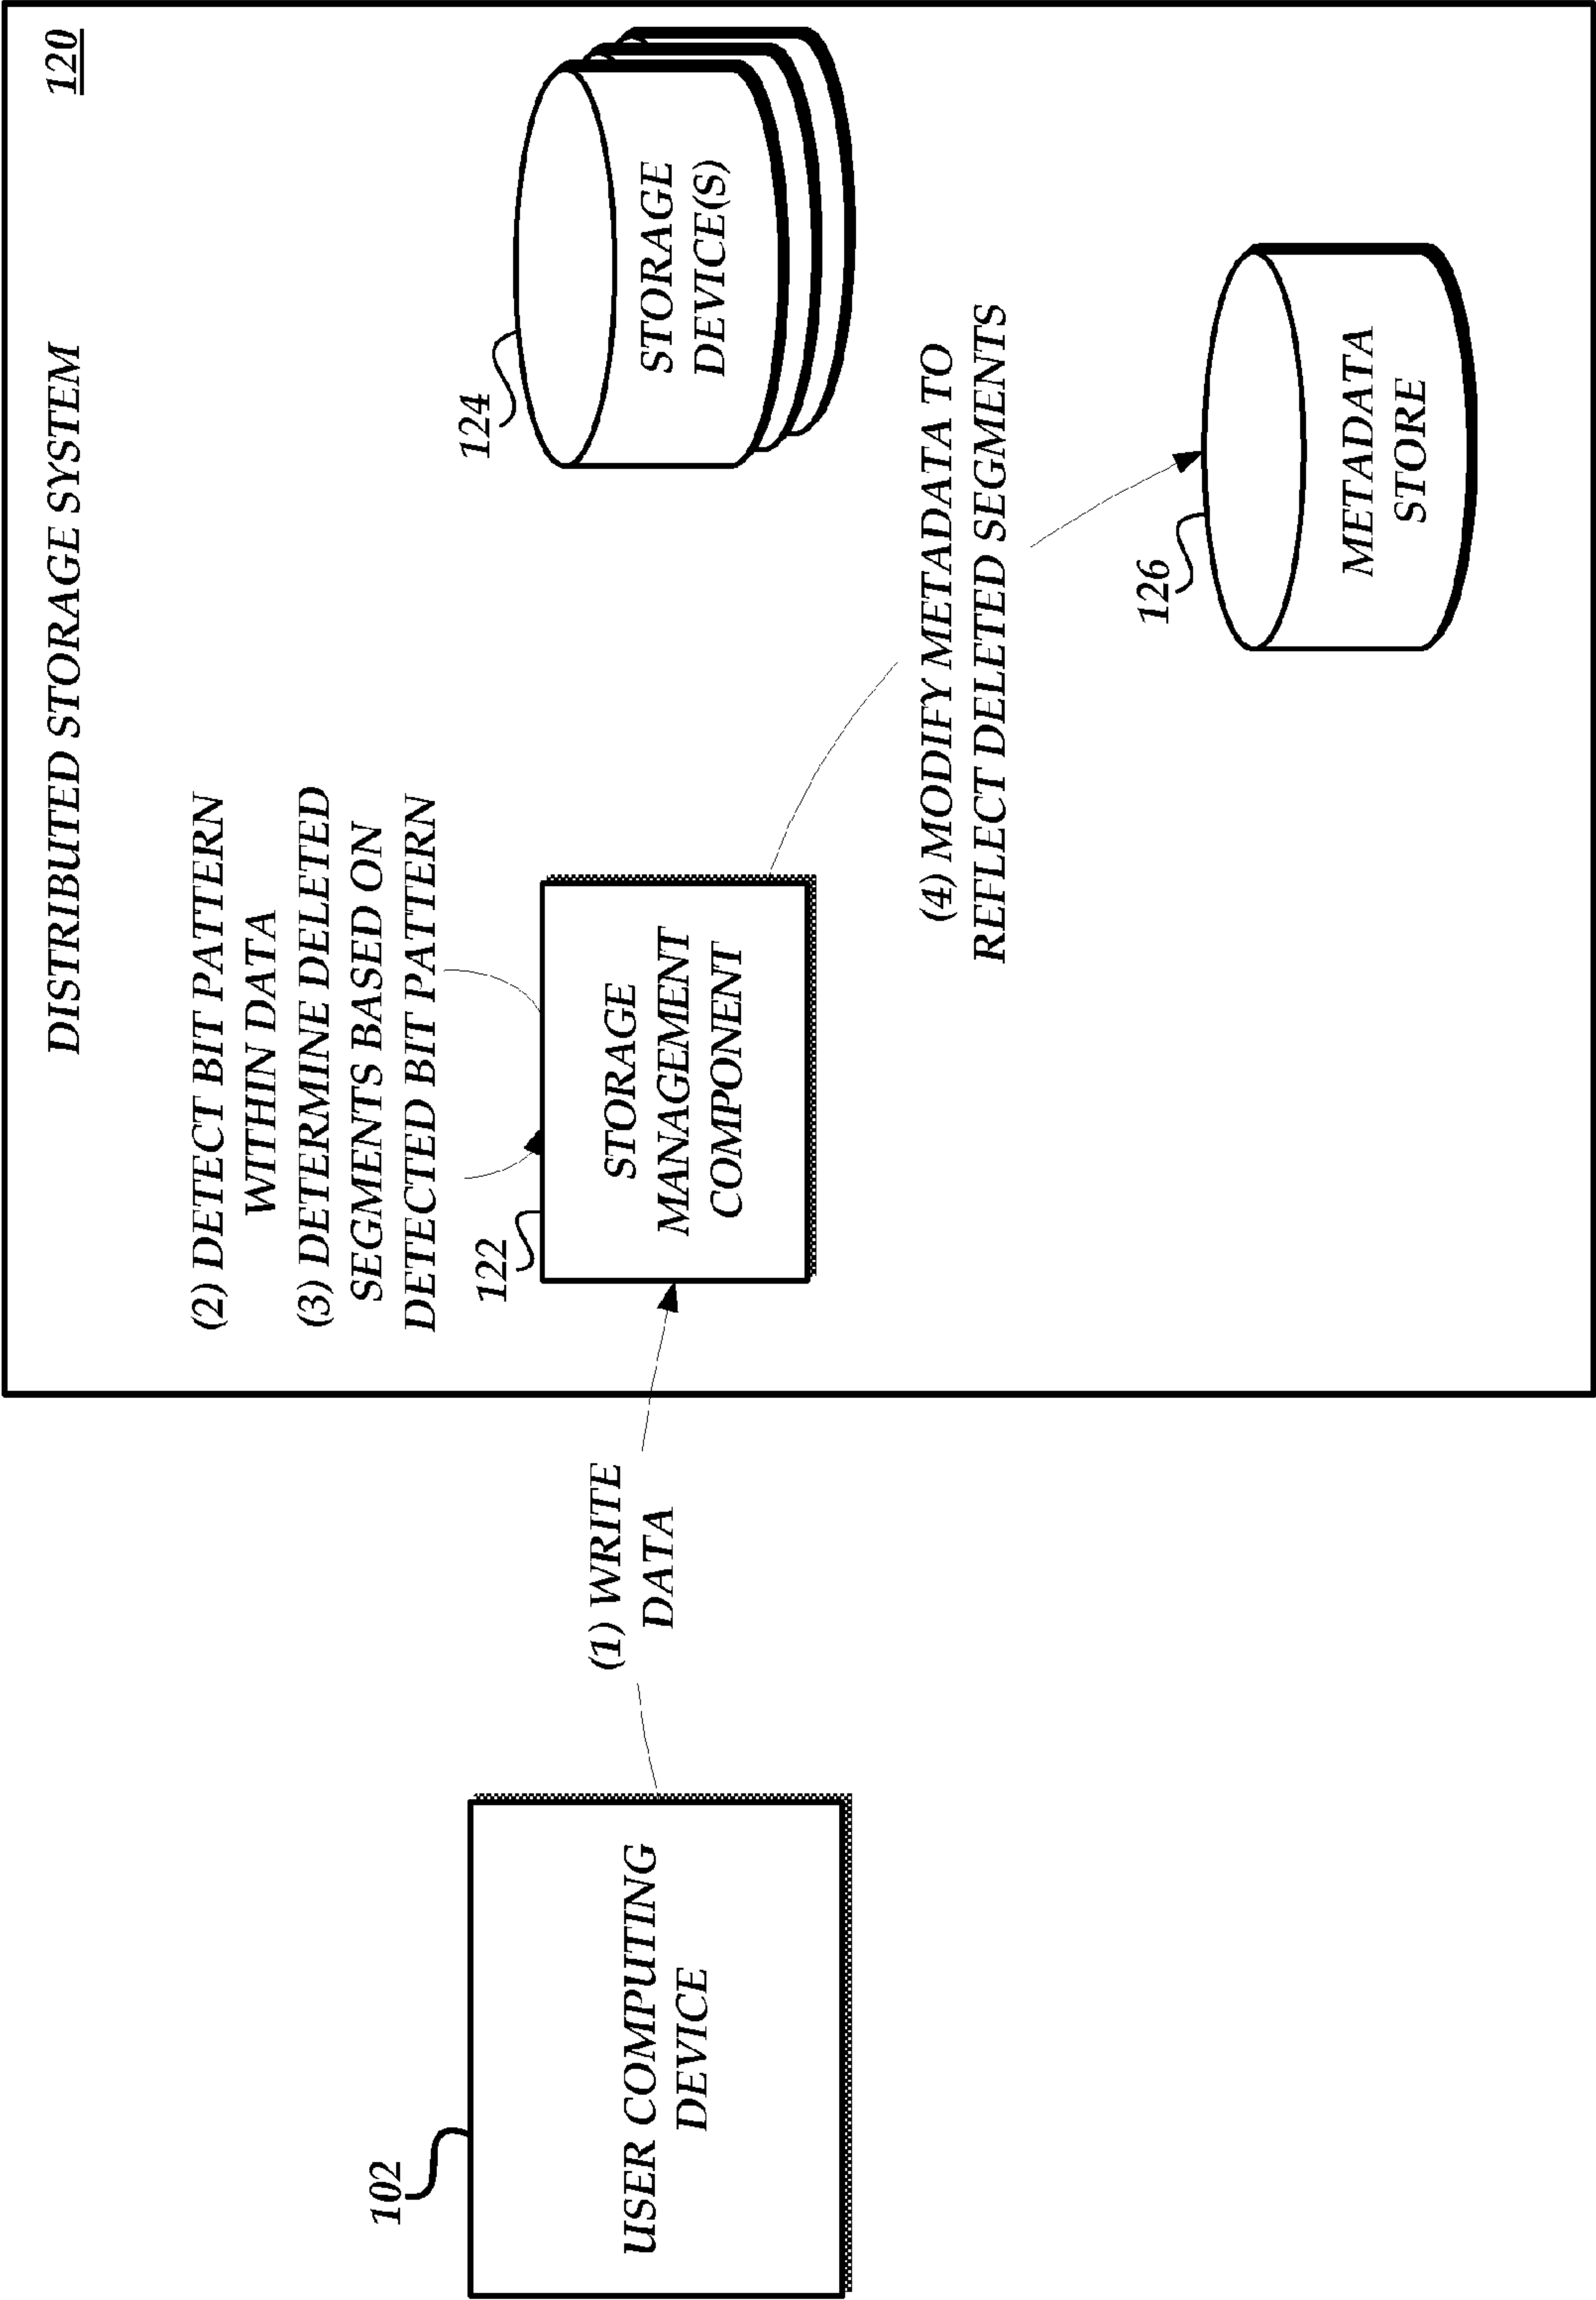 DISTRIBUTED STORAGE SYSTEM
120
(2) DETECT BIT PATTERN
WITHIN DATA
(3) DETERMINE DELETED
SEGMENTS BASED ON
DETECTED BIT PATTERN
102
USER COMPUTING
DEVICE
(1) WRITE
DATA
122
STORAGE
MANAGEMENT
COMPONENT
124
STORAGE
DEVICE(S)
(4) MODIFY METADATA TO
REFLECT DELETED SEGMENTS
126
METADATA
STORE